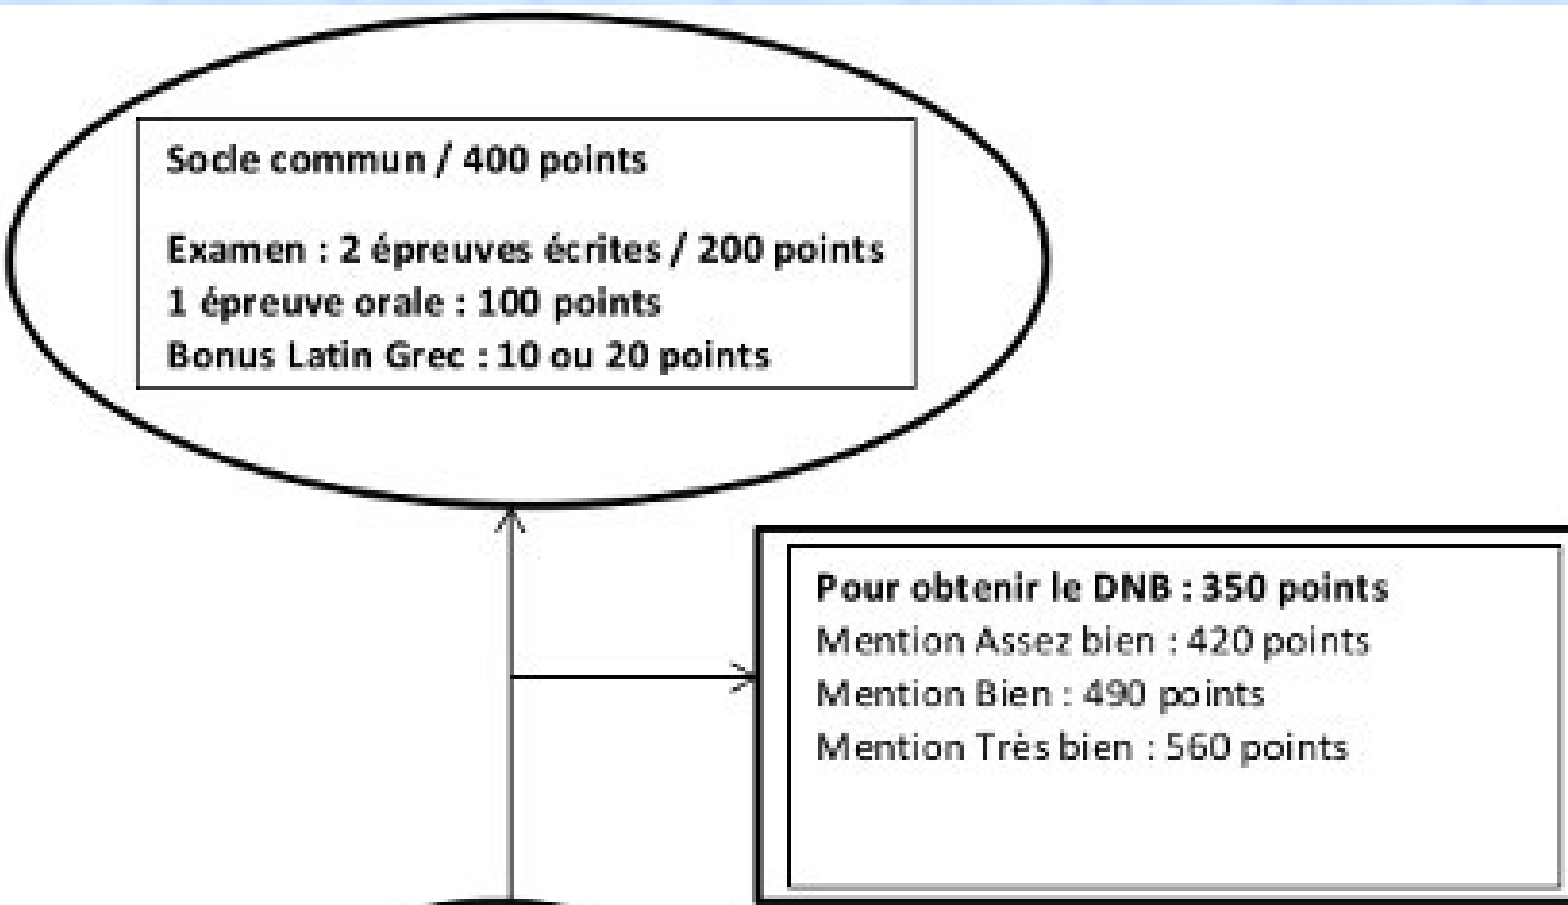 Socle commun / 400 points
Examen : 2 épreuves écrites / 200 points
1 épreuve orale : 100 points
Bonus Latin Grec : 10 ou 20 points
Pour obtenir le DNB : 350 points
Mention Assez bien : 420 points
Mention Bien : 490 points
Mention Très bien : 560 points